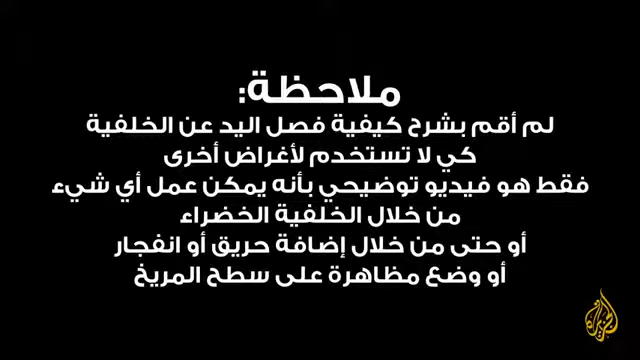 ملاحظة:
لم أقم بشرح كيفية فصل اليد عن الخلفية
كي لا تستخدم لأغراض أخرى
فقط هو فيديو توضيحي بأنه يمكن عمل أي شيء
من خلال الخلفية الخضراء
أو حتى من خلال إضافة حريق أو انفجار
أو وضع مظاهرة على سطح المريخ
الجزيرة